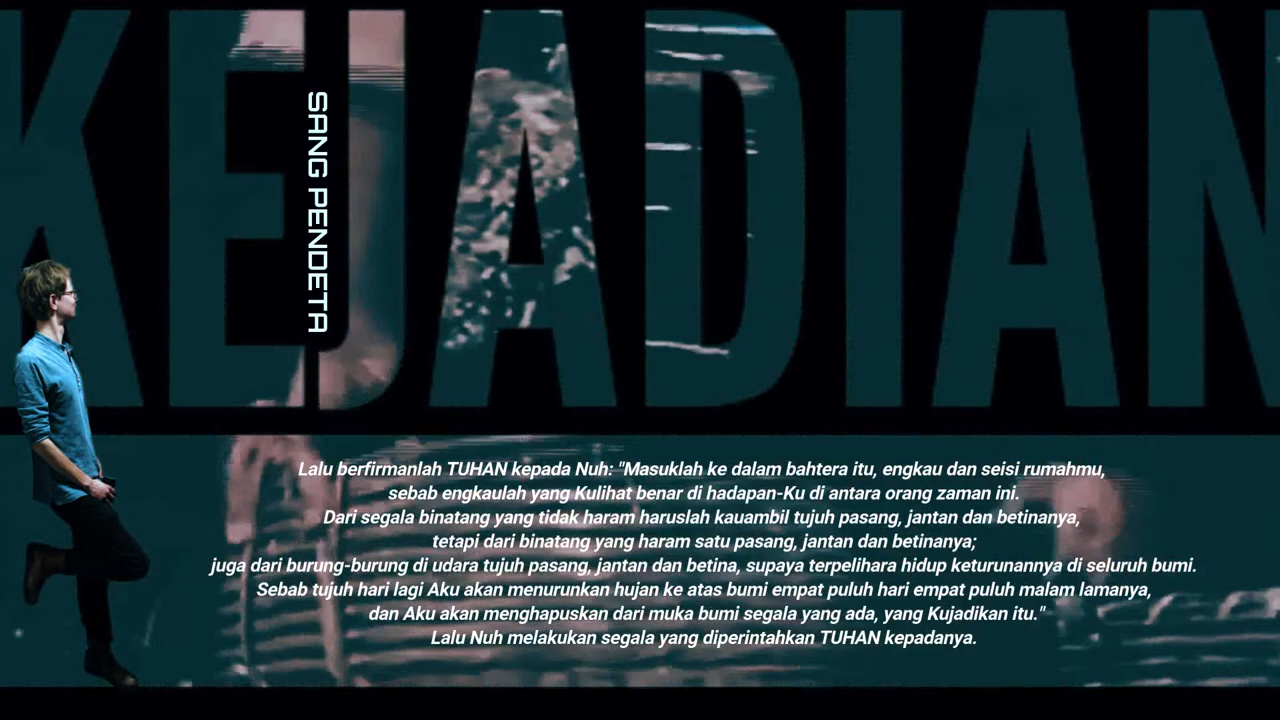 KEJADIAN
SANG PENDETA
Lalu berfirmanlah TUHAN kepada Nuh: "Masuklah ke dalam bahtera itu, engkau dan seisi rumahmu,
sebab engkaulah yang Kulihat benar di hadapan-Ku di antara orang zaman ini.
Dari segala binatang yang tidak haram haruslah kauambil tujuh pasang, jantan dan betinanya,
tetapi dari binatang yang haram satu pasang, jantan dan betinanya;
juga dari burung-burung di udara tujuh pasang, jantan dan betina, supaya terpelihara hidup keturunannya di seluruh bumi.
Sebab tujuh hari lagi Aku akan menurunkan hujan ke atas bumi empat puluh hari empat puluh malam lamanya,
dan Aku akan menghapuskan dari muka bumi segala yang ada, yang Kujadikan itu."
Lalu Nuh melakukan segala yang diperintahkan TUHAN kepadanya.